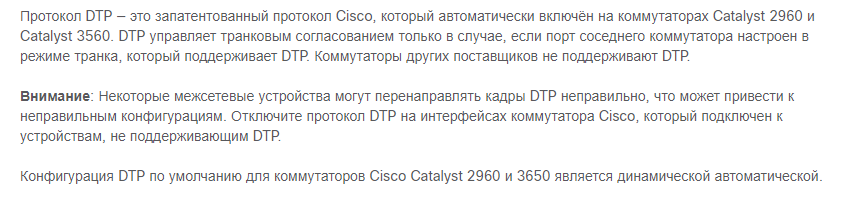 Протокол DTP – это запатентованный протокол Cisco, который автоматически включён на коммутаторах Catalyst 2960 и
Catalyst 3560. DTP управляет транковым согласованием только в случае, если порт соседнего коммутатора настроен в
режиме транка, который поддерживает DTP. Коммутаторы других поставщиков не поддерживают DTP.
Внимание: Некоторые межсетевые устройства могут перенаправлять кадры DTP неправильно, что может привести к
неправильным конфигурациям. Отключите протокол DTP на интерфейсах коммутатора Cisco, который подключен к
устройствам, не поддерживающим DTP.
Конфигурация DTP по умолчанию для коммутаторов Cisco Catalyst 2960 и 3650 является динамической автоматической.